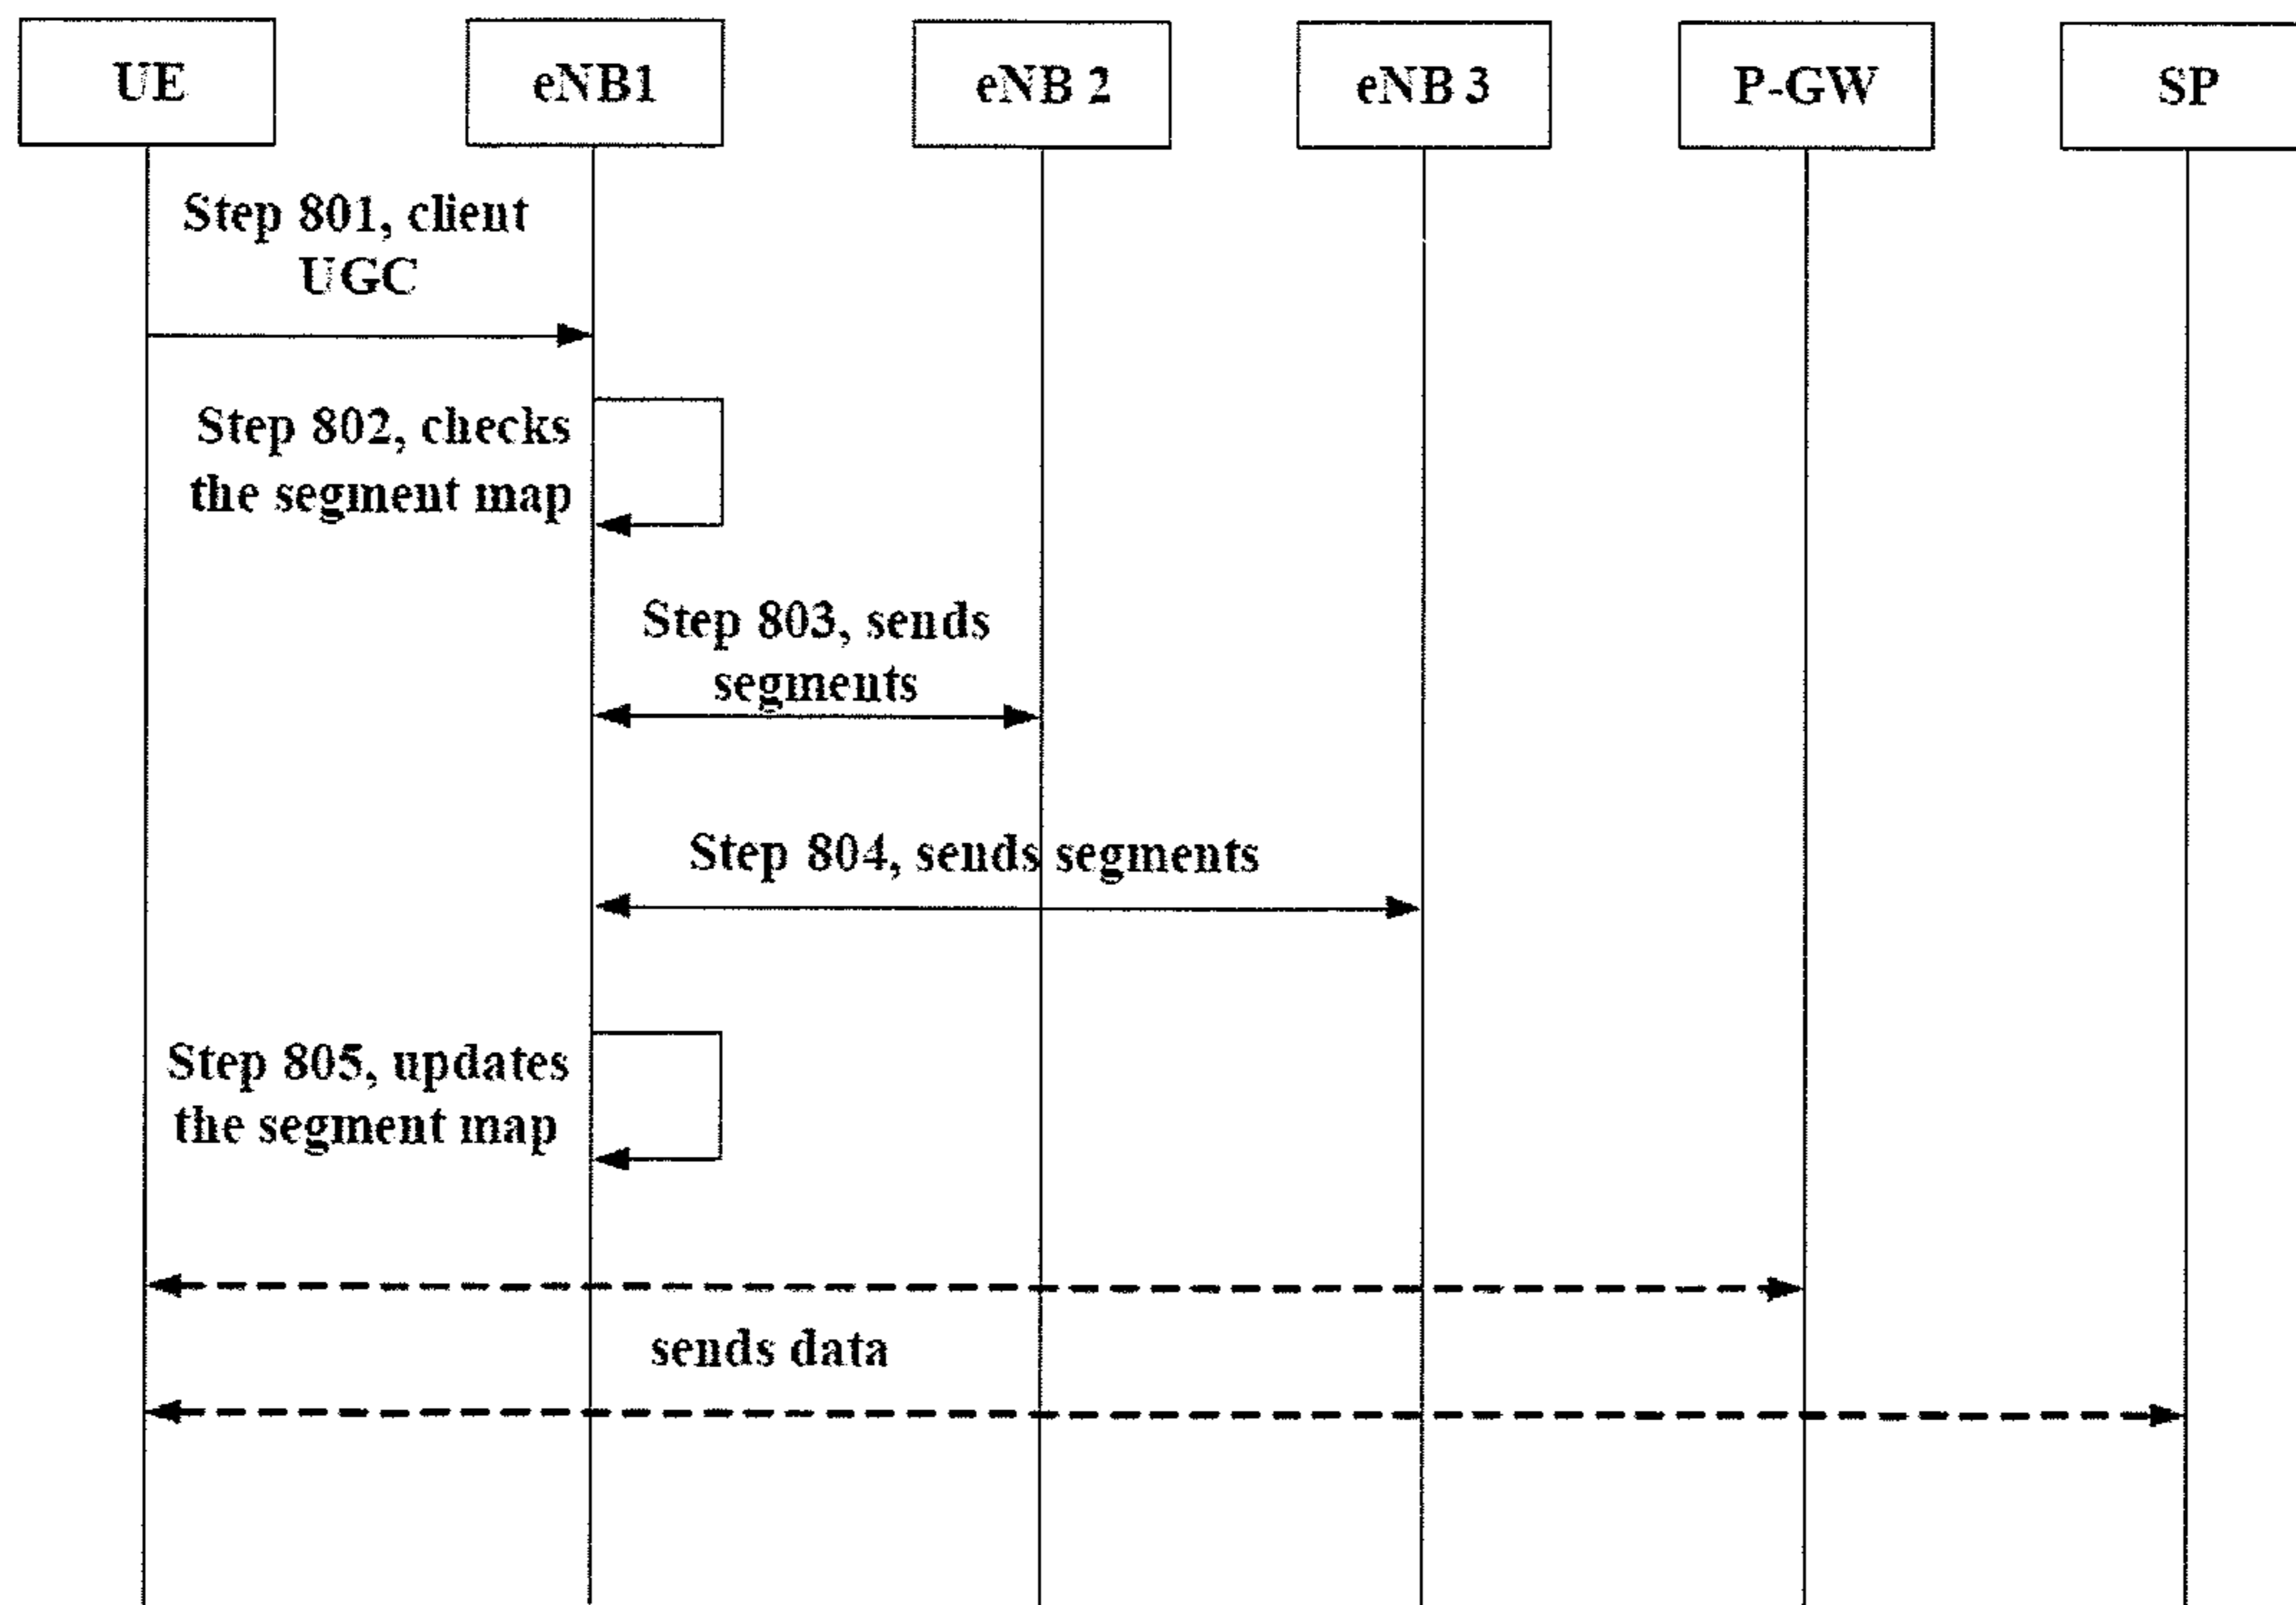 UE
eNB1
eNB 2
eNB 3
P-GW
SP
Step 801, client
UGC
Step 802, checks
the segment map
Step 803, sends
segments
Step 804, sends segments
Step 805, updates
the segment map
sends data